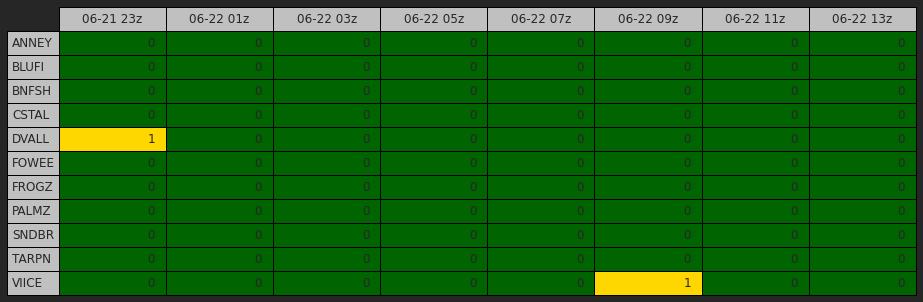 06-21 23z 06-22 01z 06-22 03z 06-22 05z 06-22 07z 06-22 09z 06-22 11z 06-22 13z
ANNEY 0 0 0 0 0 0 0 0
BLUFI 0 0 0 0 0 0 0 0
BNFSH 0 0 0 0 0 0 0 0
CSTAL 0 0 0 0 0 0 0 0
DVALL 1 0 0 0 0 0 0 0
FOWEE 0 0 0 0 0 0 0 0
FROGZ 0 0 0 0 0 0 0 0
PALMZ 0 0 0 0 0 0 0 0
SNDBR 0 0 0 0 0 0 0 0
TARPN 0 0 0 0 0 0 0 0
VIICE 0 0 0 0 0 1 0 0